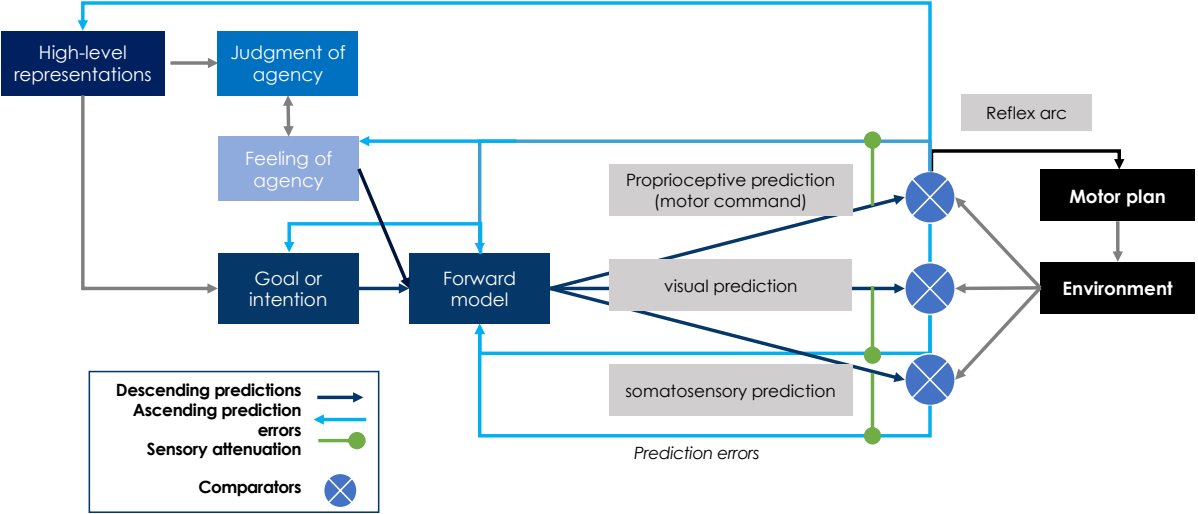 High-level
representations
Judgment of
agency
Reflex arc
Feeling of
agency
Proprioceptive prediction
(motor command)
Motor plan
Goal or
intention
Forward
model
visual prediction
Environment
somatosensory prediction
Descending predictions
Ascending prediction
errors
Sensory attenuation
Comparators
Prediction errors